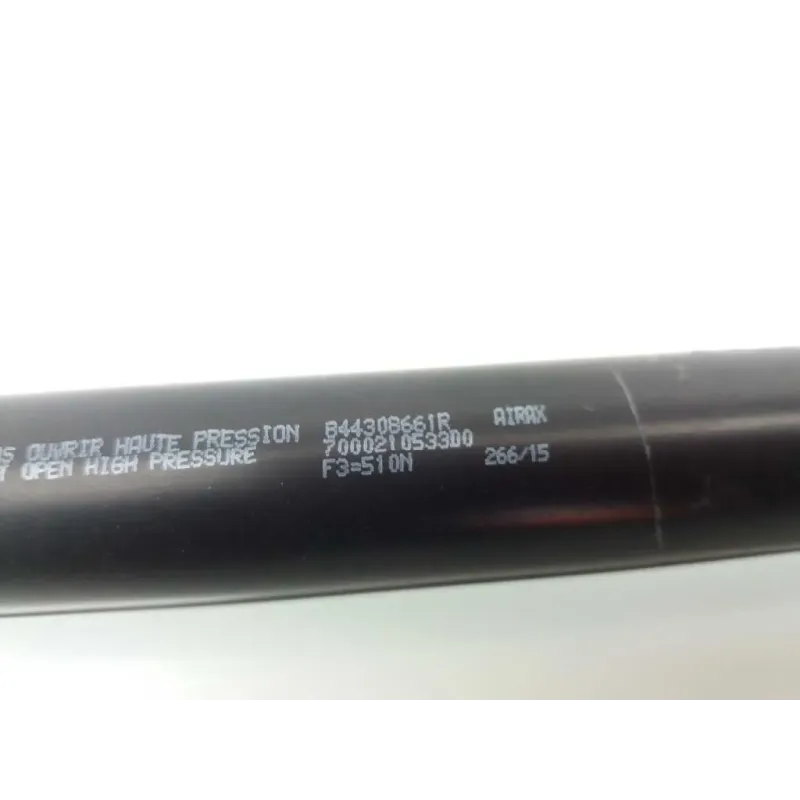 OUVRIR HAUTE PRESSION 844308661R AIRAX
OPEN HIGH PRESSURE 7000210533D0
F3=510N 266/15